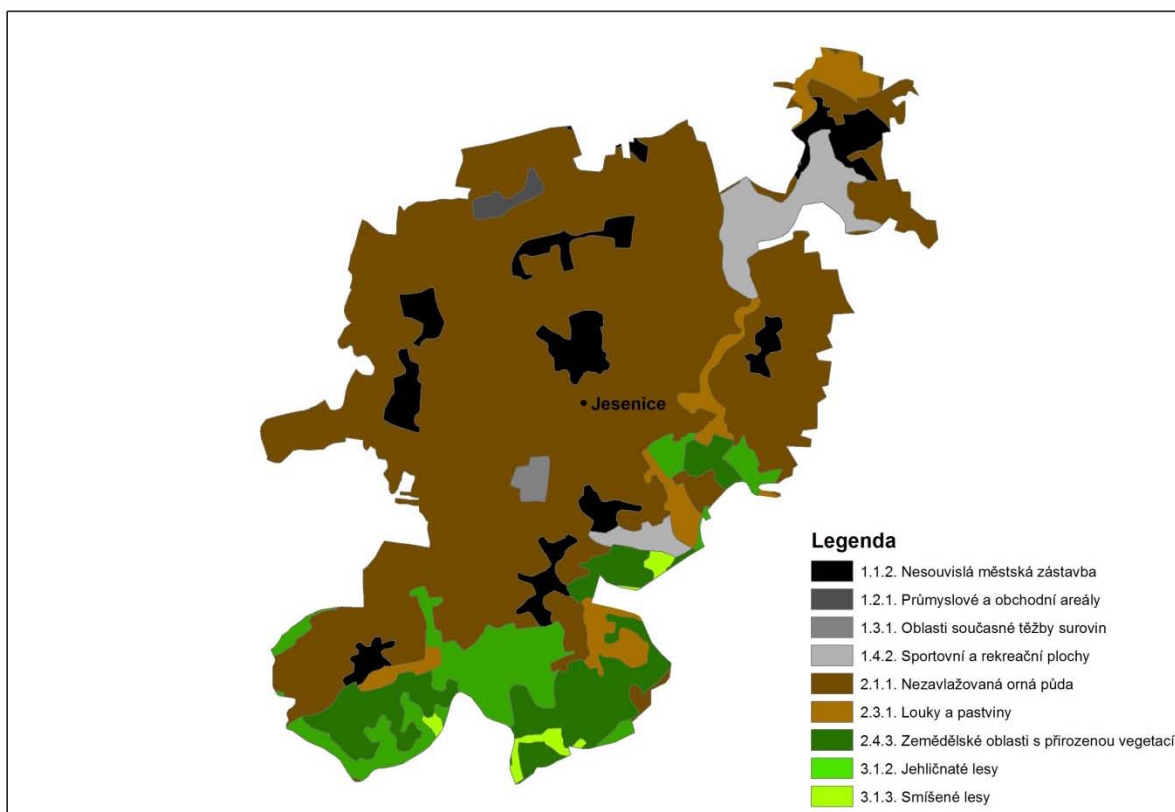 Jesenice
Legenda
1.1.2. Nesouvislá městská zástavba
1.2.1. Průmyslové a obchodní areály
1.3.1. Oblasti současné těžby surovin
1.4.2. Sportovní a rekreační plochy
2.1.1. Nezavlažovaná orná půda
2.3.1. Louky a pastviny
2.4.3. Zemědělské oblasti s přirozenou vegetací
3.1.2. Jehličnaté lesy
3.1.3. Smíšené lesy